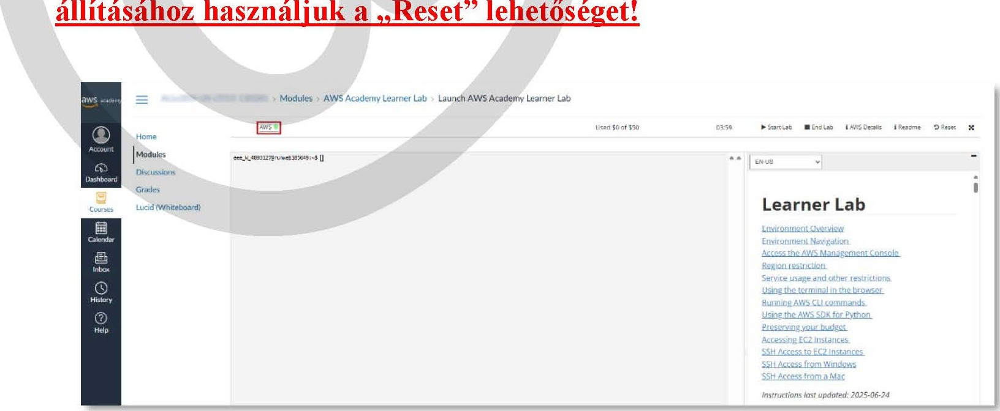 állításához használjuk a „Reset” lehetőséget!
aws academy
› Modules › AWS Academy Learner Lab › Launch AWS Academy Learner Lab
AWS
Used $0 of $50
03:59
Start Lab
End Lab
AWS Details
Readme
Reset
Account
Dashboard
Courses
Calendar
Inbox
History
Help
Home
Modules
Discussions
Grades
Lucid (Whiteboard)
eee_W_4893127@runweb185649:~$ []
EN-US
Learner Lab
Environment Overview
Environment Navigation
Access the AWS Management Console
Region restriction
Service usage and other restrictions
Using the terminal in the browser
Running AWS CLI commands
Using the AWS SDK for Python
Preserving your budget
Accessing EC2 Instances
SSH Access to EC2 Instances
SSH Access from Windows
SSH Access from a Mac
Instructions last updated: 2025-06-24